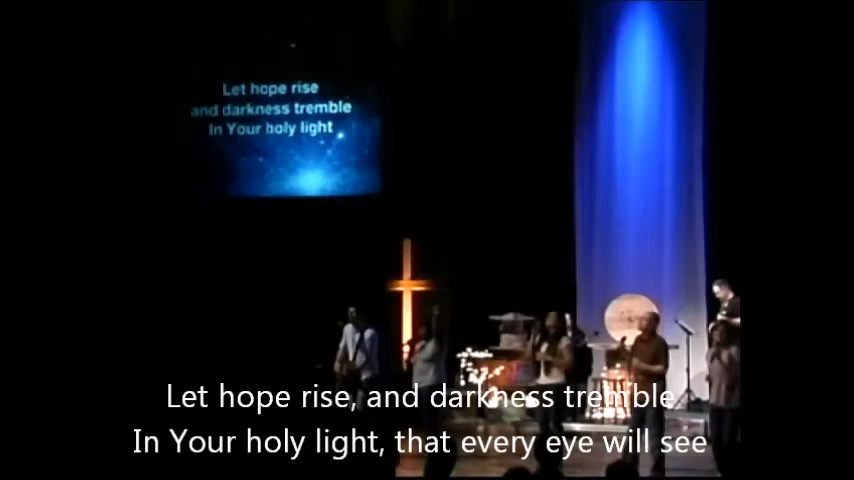 Let hope rise
and darkness tremble
In Your holy light
Let hope rise, and darkness tremble
In Your holy light, that every eye will see